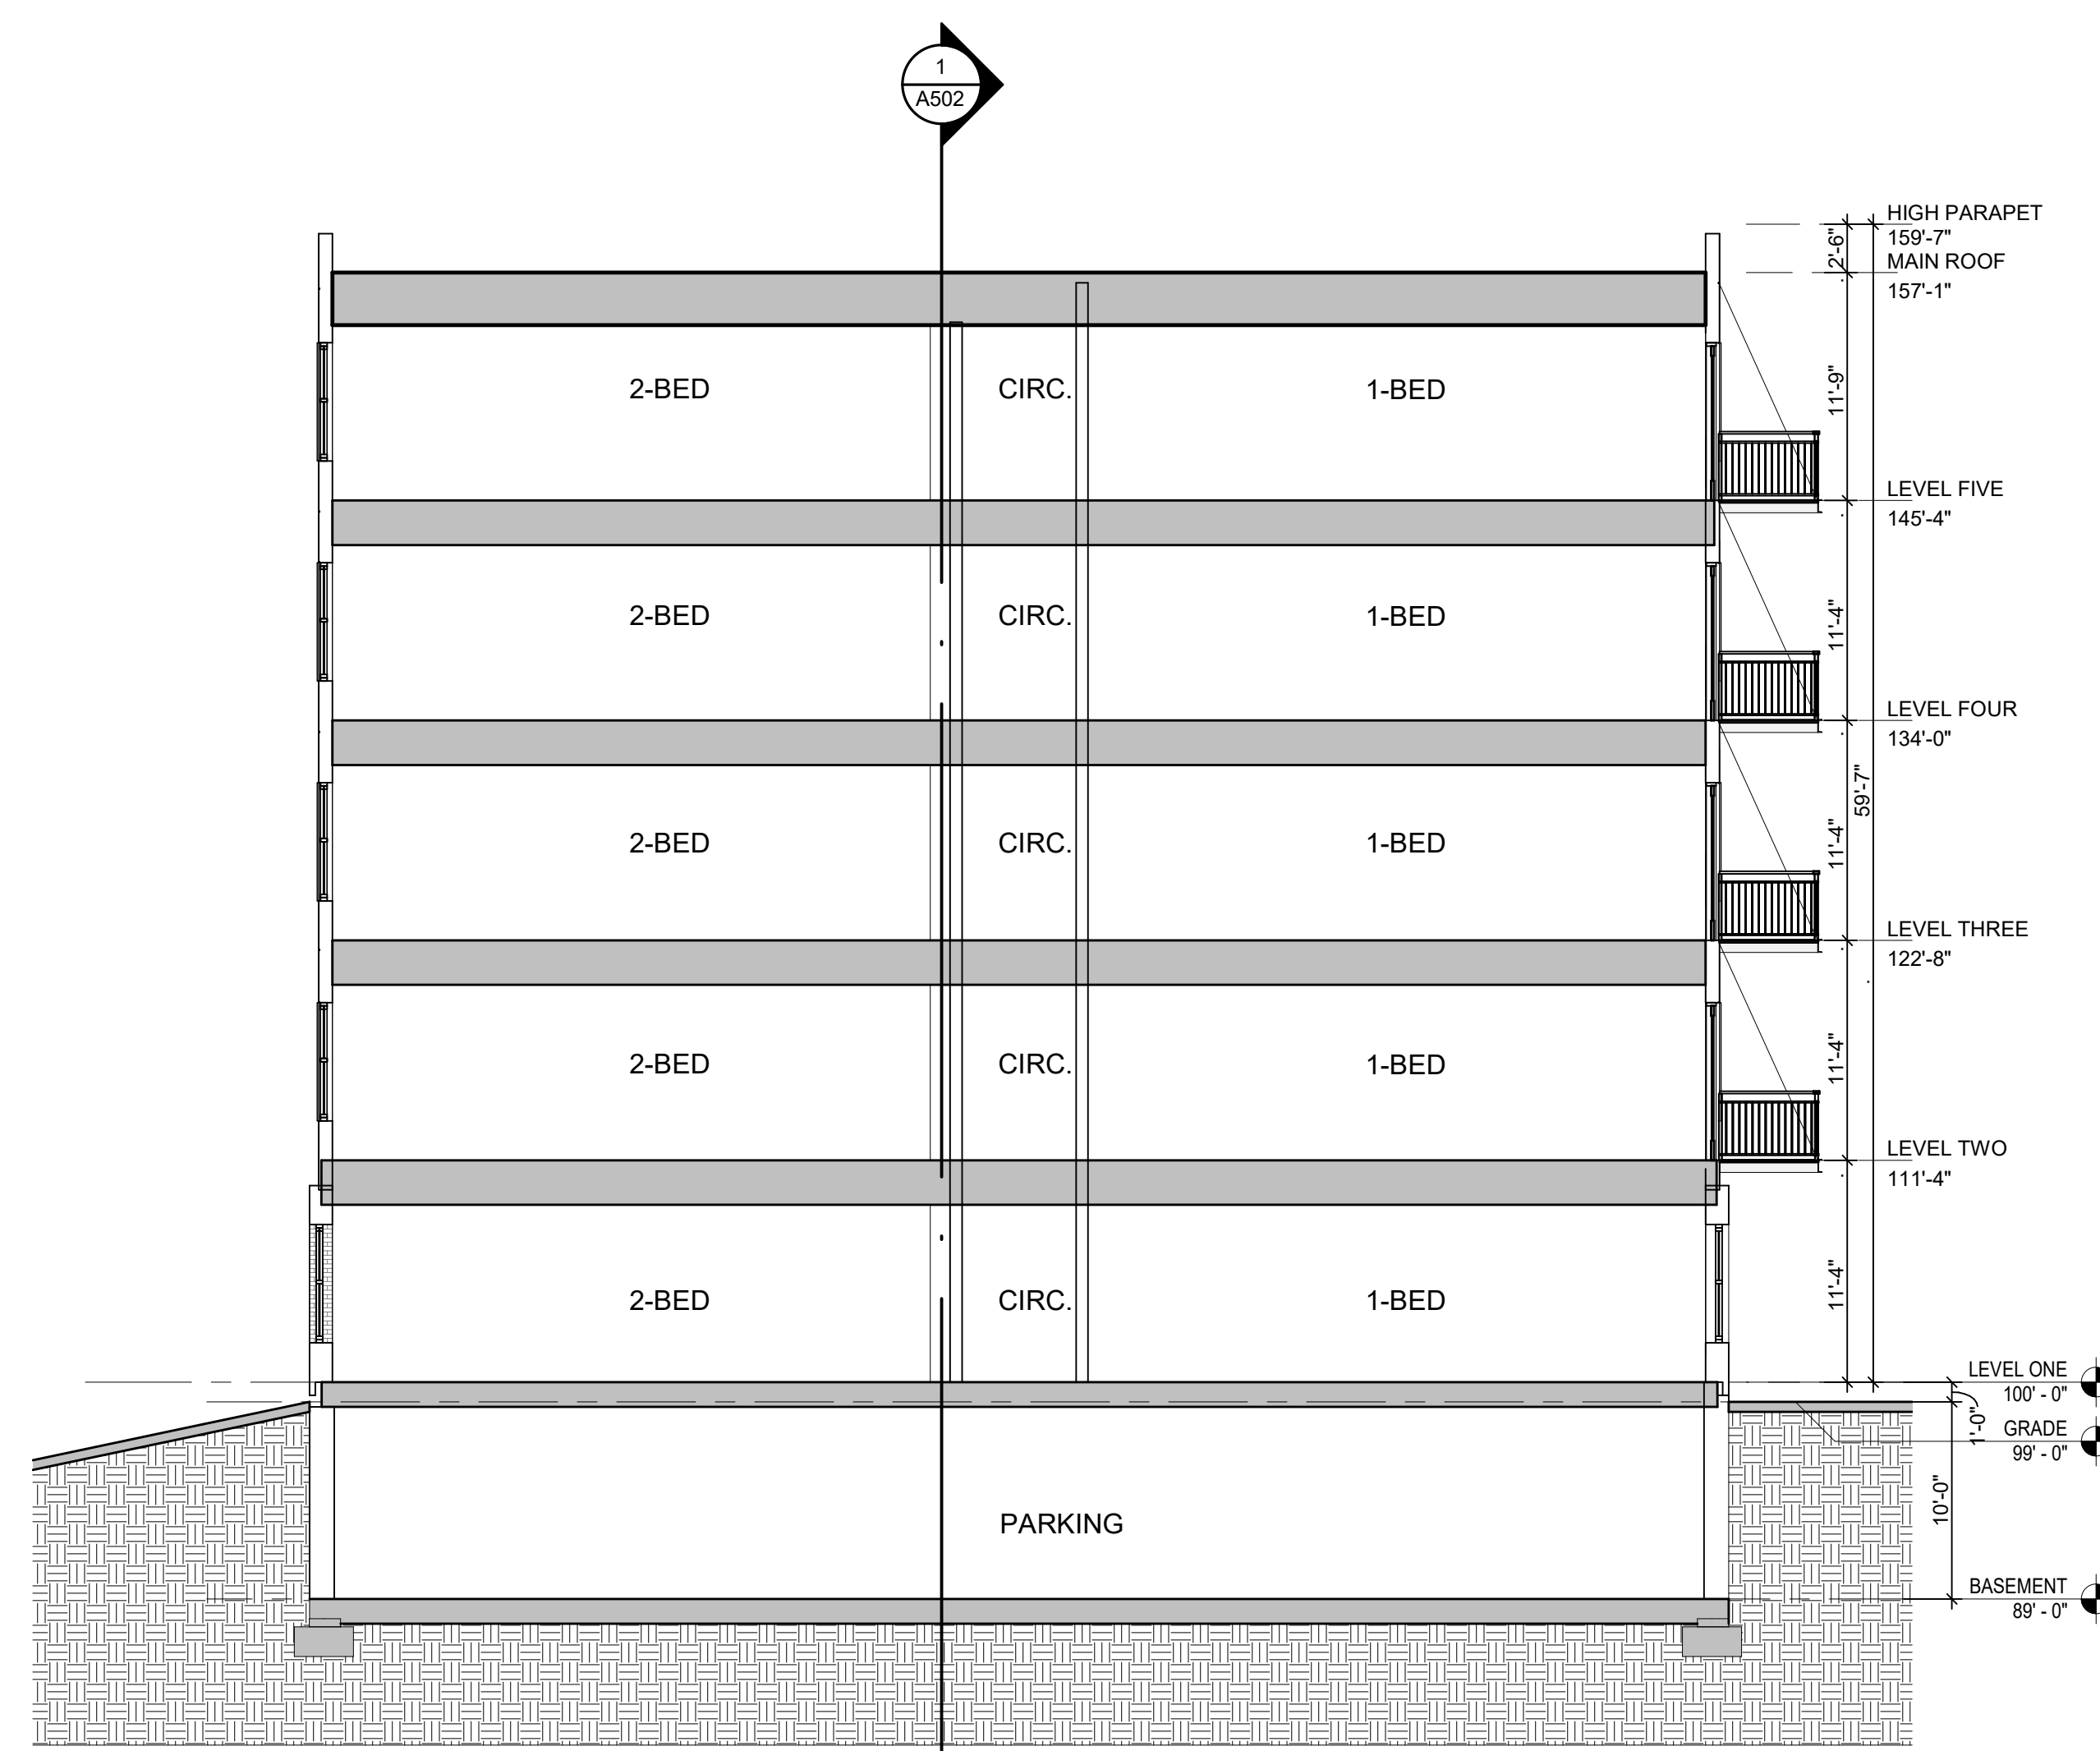 1
A502
HIGH PARAPET
159'-7"
2'-6"
MAIN ROOF
157'-1"
2-BED
CIRC.
1-BED
11'-9"
LEVEL FIVE
145'-4"
2-BED
CIRC.
1-BED
11'-4"
LEVEL FOUR
134'-0"
59'-7"
2-BED
CIRC.
1-BED
11'-4"
LEVEL THREE
122'-8"
2-BED
CIRC.
1-BED
11'-4"
LEVEL TWO
111'-4"
2-BED
CIRC.
1-BED
11'-4"
LEVEL ONE
100' - 0"
1'-0"
GRADE
99' - 0"
10'-0"
PARKING
BASEMENT
89' - 0"